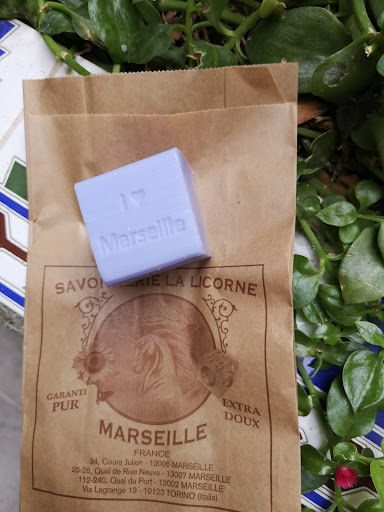 I ♥
Marseille
SAVONNERIE LA LICORNE
GARANTI
PUR
EXTRA
DOUX
MARSEILLE
FRANCE
34, Cours Julien - 13006 MARSEILLE
25-26, Quai de Rive Neuve - 13007 MARSEILLE
112-240, Quai du Port - 13002 MARSEILLE
Via Lagrange 13 - 10123 TORINO (Italia)